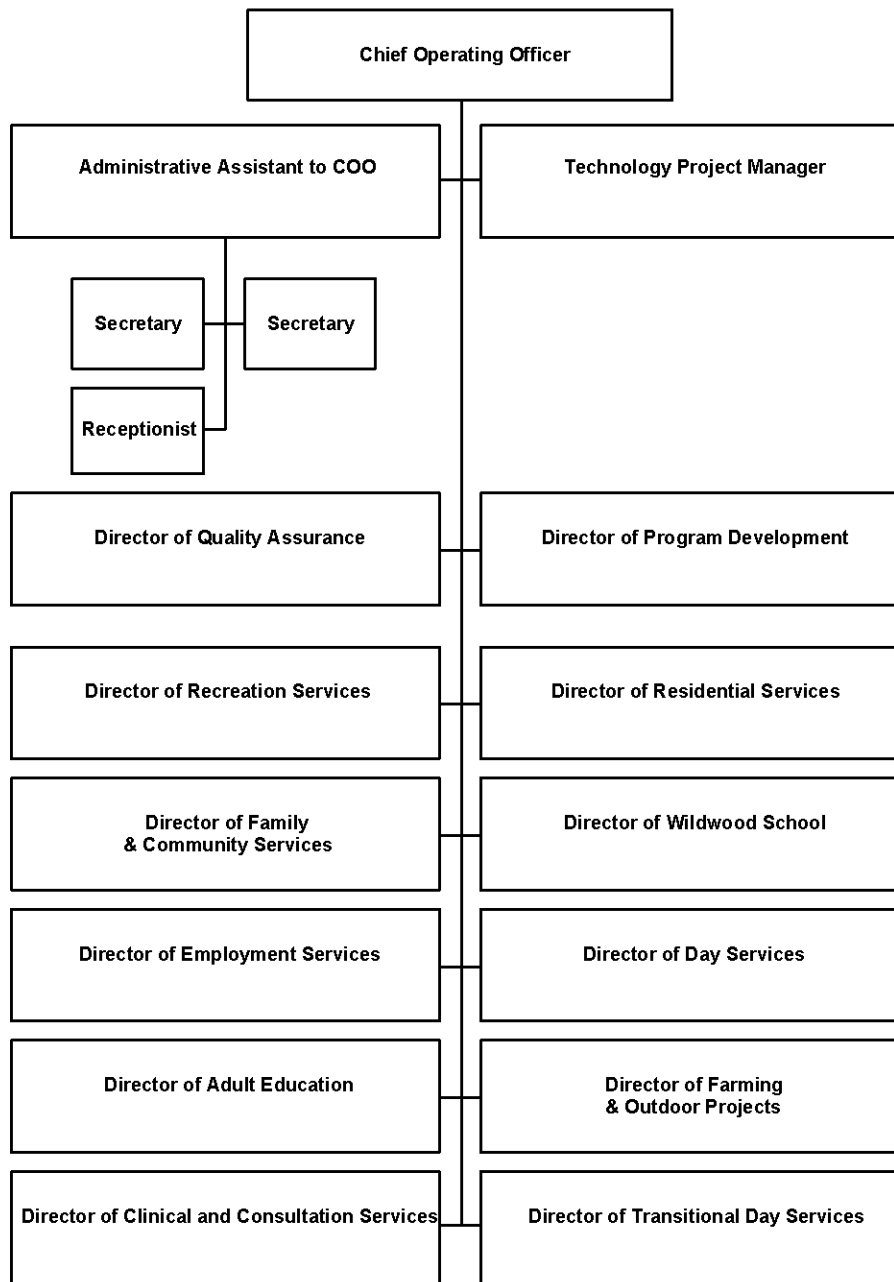 Chief Operating Officer
Administrative Assistant to COO
Technology Project Manager
Secretary
Secretary
Receptionist
Director of Quality Assurance
Director of Program Development
Director of Recreation Services
Director of Residential Services
Director of Family
& Community Services
Director of Wildwood School
Director of Employment Services
Director of Day Services
Director of Adult Education
Director of Farming
& Outdoor Projects
Director of Clinical and Consultation Services
Director of Transitional Day Services